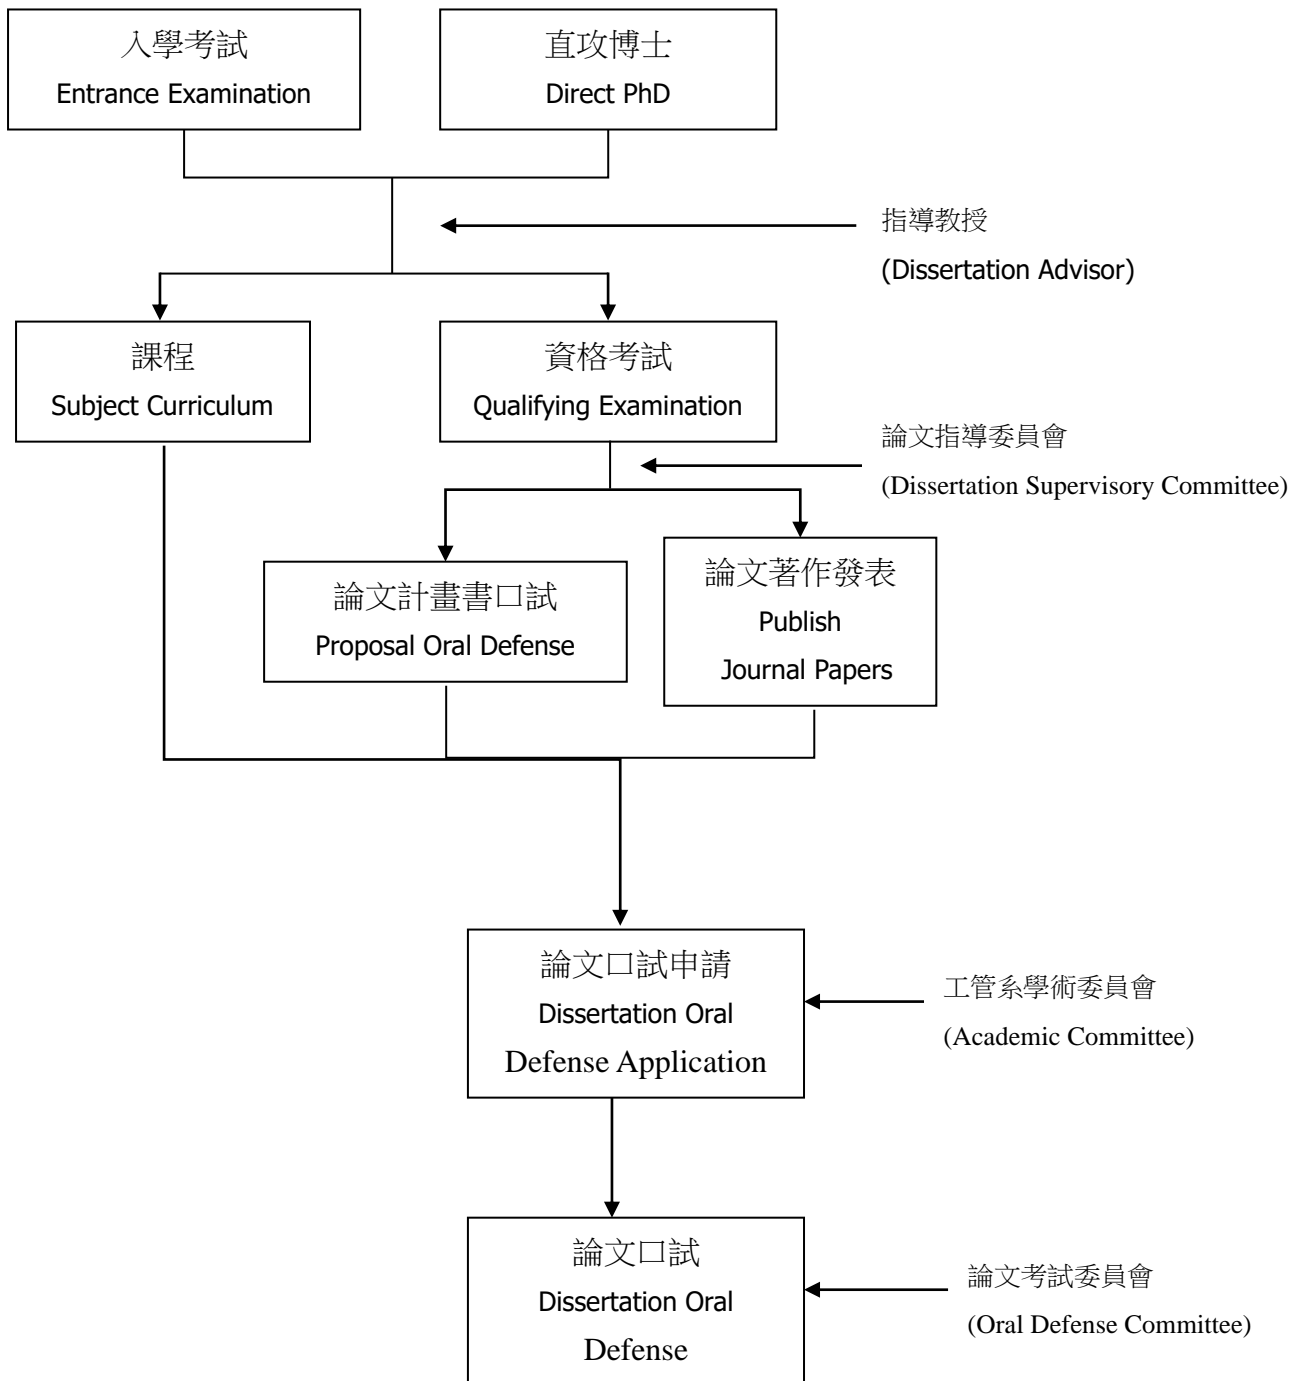 入學考試
Entrance Examination
直攻博士
Direct PhD
指導教授
(Dissertation Advisor)
課程
Subject Curriculum
資格考試
Qualifying Examination
論文指導委員會
(Dissertation Supervisory Committee)
論文計畫書口試
Proposal Oral Defense
論文著作發表
Publish
Journal Papers
論文口試申請
Dissertation Oral
Defense Application
工管系學術委員會
(Academic Committee)
論文口試
Dissertation Oral
Defense
論文考試委員會
(Oral Defense Committee)